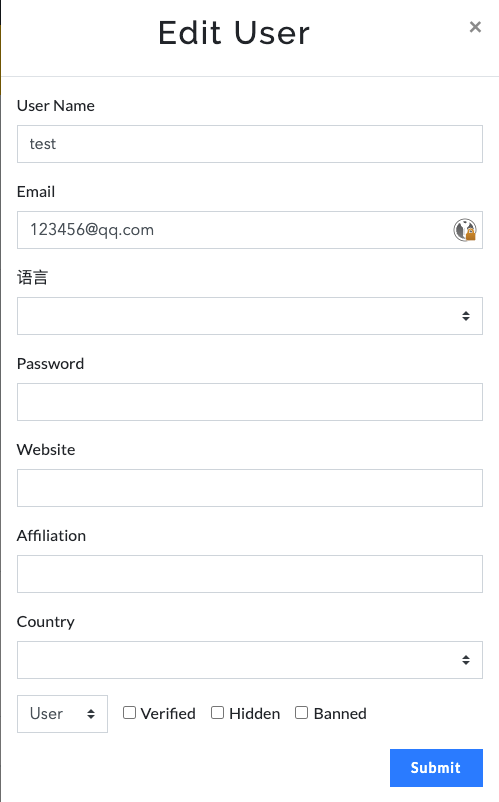 Edit User
×
User Name
test
Email
123456@qq.com
语言
Password
Website
Affiliation
Country
User Verified Hidden Banned
Submit